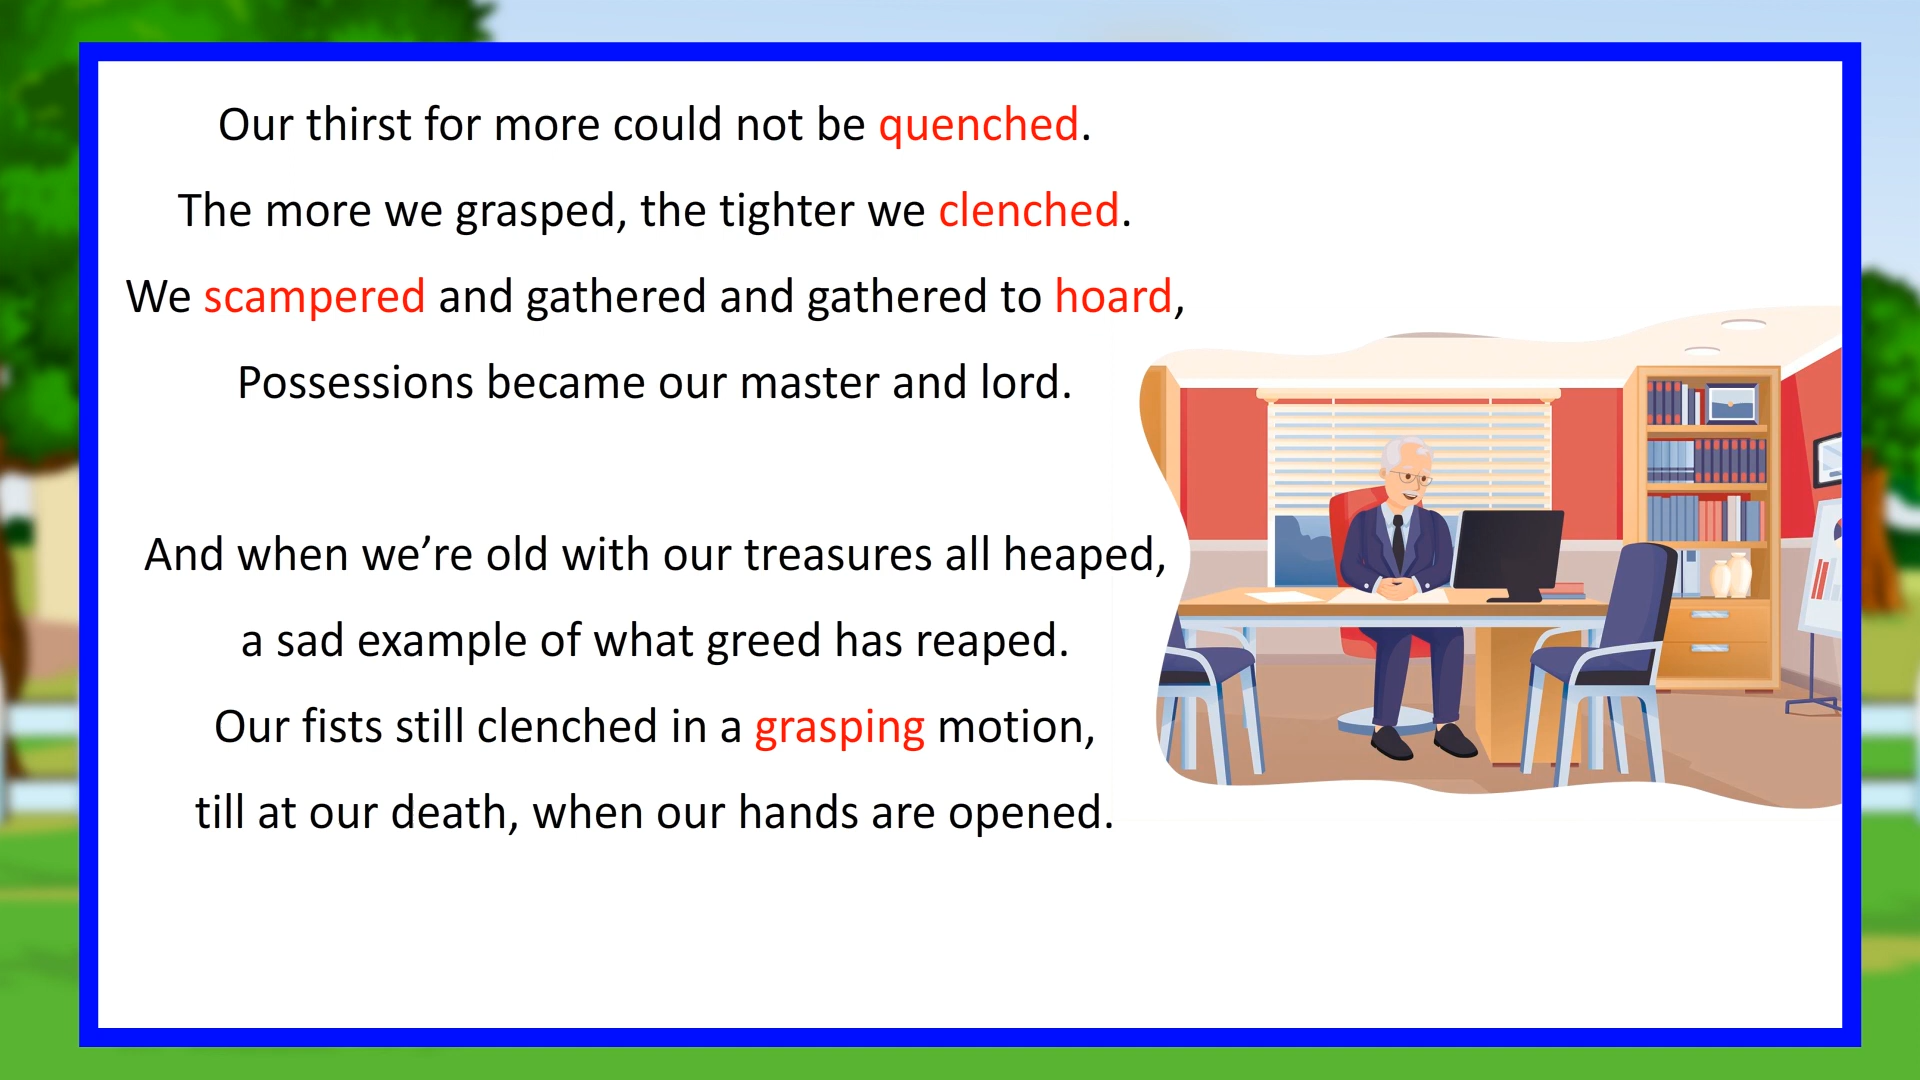 Our thirst for more could not be quenched.
The more we grasped, the tighter we clenched.
We scampered and gathered and gathered to hoard,
Possessions became our master and lord.
And when we’re old with our treasures all heaped,
a sad example of what greed has reaped.
Our fists still clenched in a grasping motion,
till at our death, when our hands are opened.